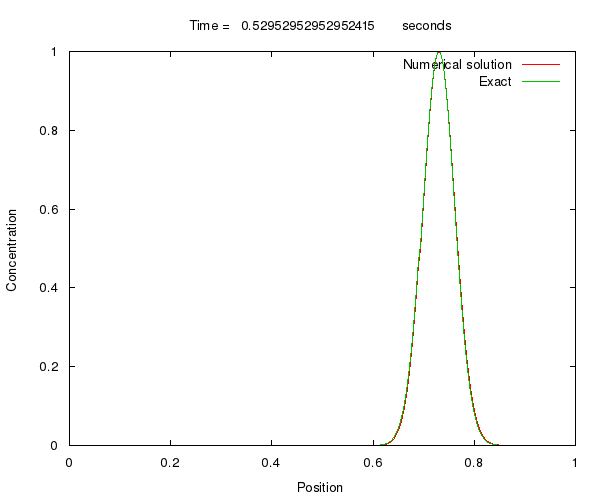 Time = 0.52952952952952415 seconds
1
Numerical solution
Exact
0.8
0.6
Concentration
0.4
0.2
0
0 0.2 0.4 0.6 0.8 1
Position